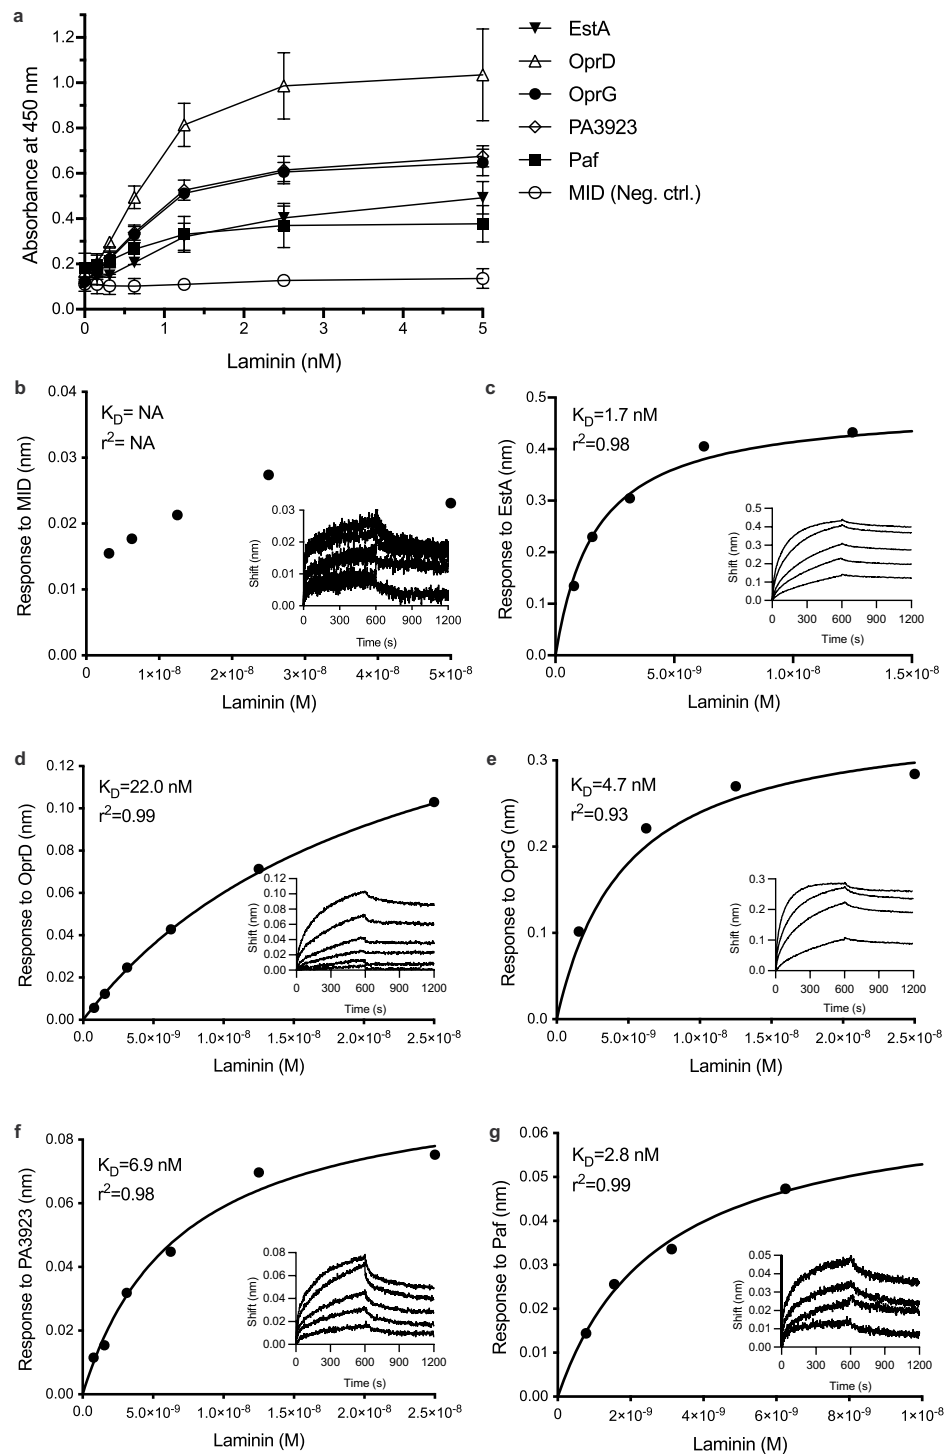 a
Absorbance at 450 nm
1.2
1.0
0.8
0.6
0.4
0.2
0.0
0 1 2 3 4 5
Laminin (nM)
EstA
OprD
OprG
PA3923
Paf
MID (Neg. ctrl.)
b
Response to MID (nm)
0.04
0.03
0.02
0.01
0.00
K_D= NA
r²= NA
Shift (nm)
0.03
0.02
0.01
0.00
0 300 600 900 1200
Time (s)
0 1×10⁻⁸ 2×10⁻⁸ 3×10⁻⁸ 4×10⁻⁸ 5×10⁻⁸
Laminin (M)
c
Response to EstA (nm)
0.5
0.4
0.3
0.2
0.1
0.0
K_D=1.7 nM
r²=0.98
Shift (nm)
0.5
0.4
0.3
0.2
0.1
0.0
0 300 600 900 1200
Time (s)
0.0 5.0×10⁻⁹ 1.0×10⁻⁸ 1.5×10⁻⁸
Laminin (M)
d
Response to OprD (nm)
0.12
0.10
0.08
0.06
0.04
0.02
0.00
K_D=22.0 nM
r²=0.99
Shift (nm)
0.12
0.10
0.08
0.06
0.04
0.02
0.00
0 300 600 900 1200
Time (s)
0.0 5.0×10⁻⁹ 1.0×10⁻⁸ 1.5×10⁻⁸ 2.0×10⁻⁸ 2.5×10⁻⁸
Laminin (M)
e
Response to OprG (nm)
0.3
0.2
0.1
0.0
K_D=4.7 nM
r²=0.93
Shift (nm)
0.3
0.2
0.1
0.0
0 300 600 900 1200
Time (s)
0.0 5.0×10⁻⁹ 1.0×10⁻⁸ 1.5×10⁻⁸ 2.0×10⁻⁸ 2.5×10⁻⁸
Laminin (M)
f
Response to PA3923 (nm)
0.08
0.06
0.04
0.02
0.00
K_D=6.9 nM
r²=0.98
Shift (nm)
0.08
0.06
0.04
0.02
0.00
0 300 600 900 1200
Time (s)
0.0 5.0×10⁻⁹ 1.0×10⁻⁸ 1.5×10⁻⁸ 2.0×10⁻⁸ 2.5×10⁻⁸
Laminin (M)
g
Response to Paf (nm)
0.06
0.05
0.04
0.03
0.02
0.01
0.00
K_D=2.8 nM
r²=0.99
Shift (nm)
0.05
0.04
0.03
0.02
0.01
0.00
0 300 600 900 1200
Time (s)
0 2×10⁻⁹ 4×10⁻⁹ 6×10⁻⁹ 8×10⁻⁹ 1×10⁻⁸
Laminin (M)